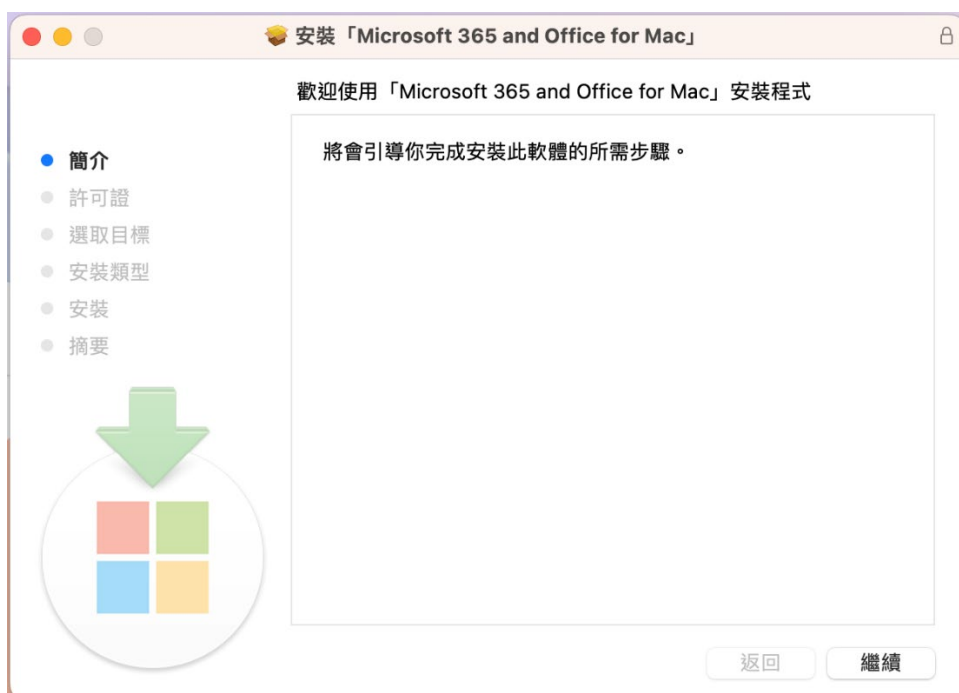 安裝「Microsoft 365 and Office for Mac」
歡迎使用「Microsoft 365 and Office for Mac」安裝程式
將會引導你完成安裝此軟體的所需步驟。
簡介
許可證
選取目標
安裝類型
安裝
摘要
返回
繼續